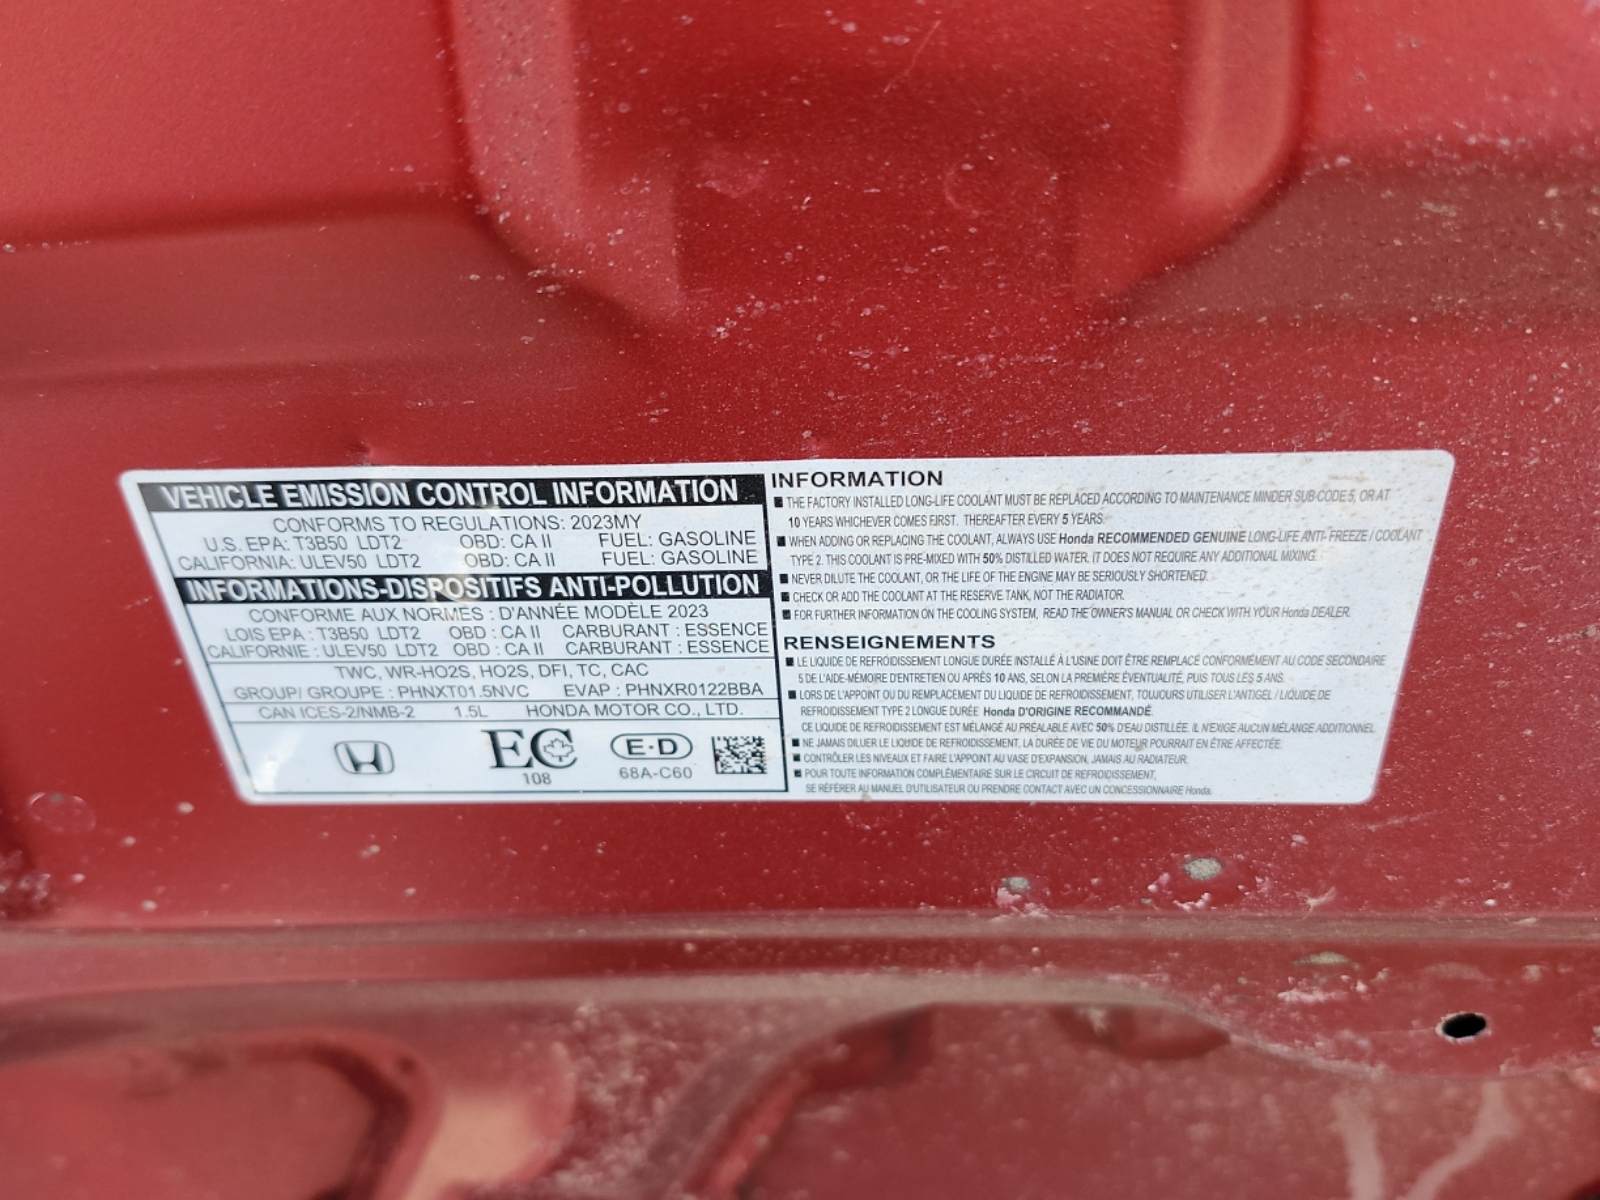 VEHICLE EMISSION CONTROL INFORMATION
CONFORMS TO REGULATIONS: 2023MY
U.S. EPA: T3B50 LDT2 OBD: CA II FUEL: GASOLINE
CALIFORNIA: ULEV50 LDT2 OBD: CA II FUEL: GASOLINE
INFORMATIONS-DISPOSITIFS ANTI-POLLUTION
CONFORME AUX NORMES : D'ANNÉE MODÈLE 2023
LOIS EPA : T3B50 LDT2 OBD : CA II CARBURANT : ESSENCE
CALIFORNIE : ULEV50 LDT2 OBD : CA II CARBURANT : ESSENCE
TWC, WR-HO2S, HO2S, DFI, TC, CAC
GROUP/ GROUPE : PHNXT01.5NVC EVAP : PHNXR0122BBA
CAN ICES-2/NMB-2 1.5L HONDA MOTOR CO., LTD.
EC
108
E·D
68A-C60
INFORMATION
■ THE FACTORY INSTALLED LONG-LIFE COOLANT MUST BE REPLACED ACCORDING TO MAINTENANCE MINDER SUB-CODE 5, OR AT
10 YEARS WHICHEVER COMES FIRST. THEREAFTER EVERY 5 YEARS.
■ WHEN ADDING OR REPLACING THE COOLANT, ALWAYS USE Honda RECOMMENDED GENUINE LONG-LIFE ANTI-FREEZE / COOLANT
TYPE 2. THIS COOLANT IS PRE-MIXED WITH 50% DISTILLED WATER. IT DOES NOT REQUIRE ANY ADDITIONAL MIXING.
■ NEVER DILUTE THE COOLANT, OR THE LIFE OF THE ENGINE MAY BE SERIOUSLY SHORTENED.
■ CHECK OR ADD THE COOLANT AT THE RESERVE TANK, NOT THE RADIATOR.
■ FOR FURTHER INFORMATION ON THE COOLING SYSTEM, READ THE OWNER'S MANUAL OR CHECK WITH YOUR Honda DEALER.
RENSEIGNEMENTS
■ LE LIQUIDE DE REFROIDISSEMENT LONGUE DURÉE INSTALLÉ À L'USINE DOIT ÊTRE REMPLACÉ CONFORMÉMENT AU CODE SECONDAIRE
5 DE L'AIDE-MÉMOIRE D'ENTRETIEN OU APRÈS 10 ANS, SELON LA PREMIÈRE ÉVENTUALITÉ, PUIS TOUS LES 5 ANS.
■ LORS DE L'APPOINT OU DU REMPLACEMENT DU LIQUIDE DE REFROIDISSEMENT, TOUJOURS UTILISER L'ANTIGEL / LIQUIDE DE
REFROIDISSEMENT TYPE 2 LONGUE DURÉE Honda D'ORIGINE RECOMMANDÉ.
CE LIQUIDE DE REFROIDISSEMENT EST MÉLANGÉ AU PRÉALABLE AVEC 50% D'EAU DISTILLÉE. IL N'EXIGE AUCUN MÉLANGE ADDITIONNEL.
■ NE JAMAIS DILUER LE LIQUIDE DE REFROIDISSEMENT, LA DURÉE DE VIE DU MOTEUR POURRAIT EN ÊTRE AFFECTÉE.
■ CONTRÔLER LES NIVEAUX ET FAIRE L'APPOINT AU VASE D'EXPANSION, JAMAIS AU RADIATEUR.
■ POUR TOUTE INFORMATION COMPLÉMENTAIRE SUR LE CIRCUIT DE REFROIDISSEMENT,
SE RÉFÉRER AU MANUEL D'UTILISATEUR OU PRENDRE CONTACT AVEC UN CONCESSIONNAIRE Honda.